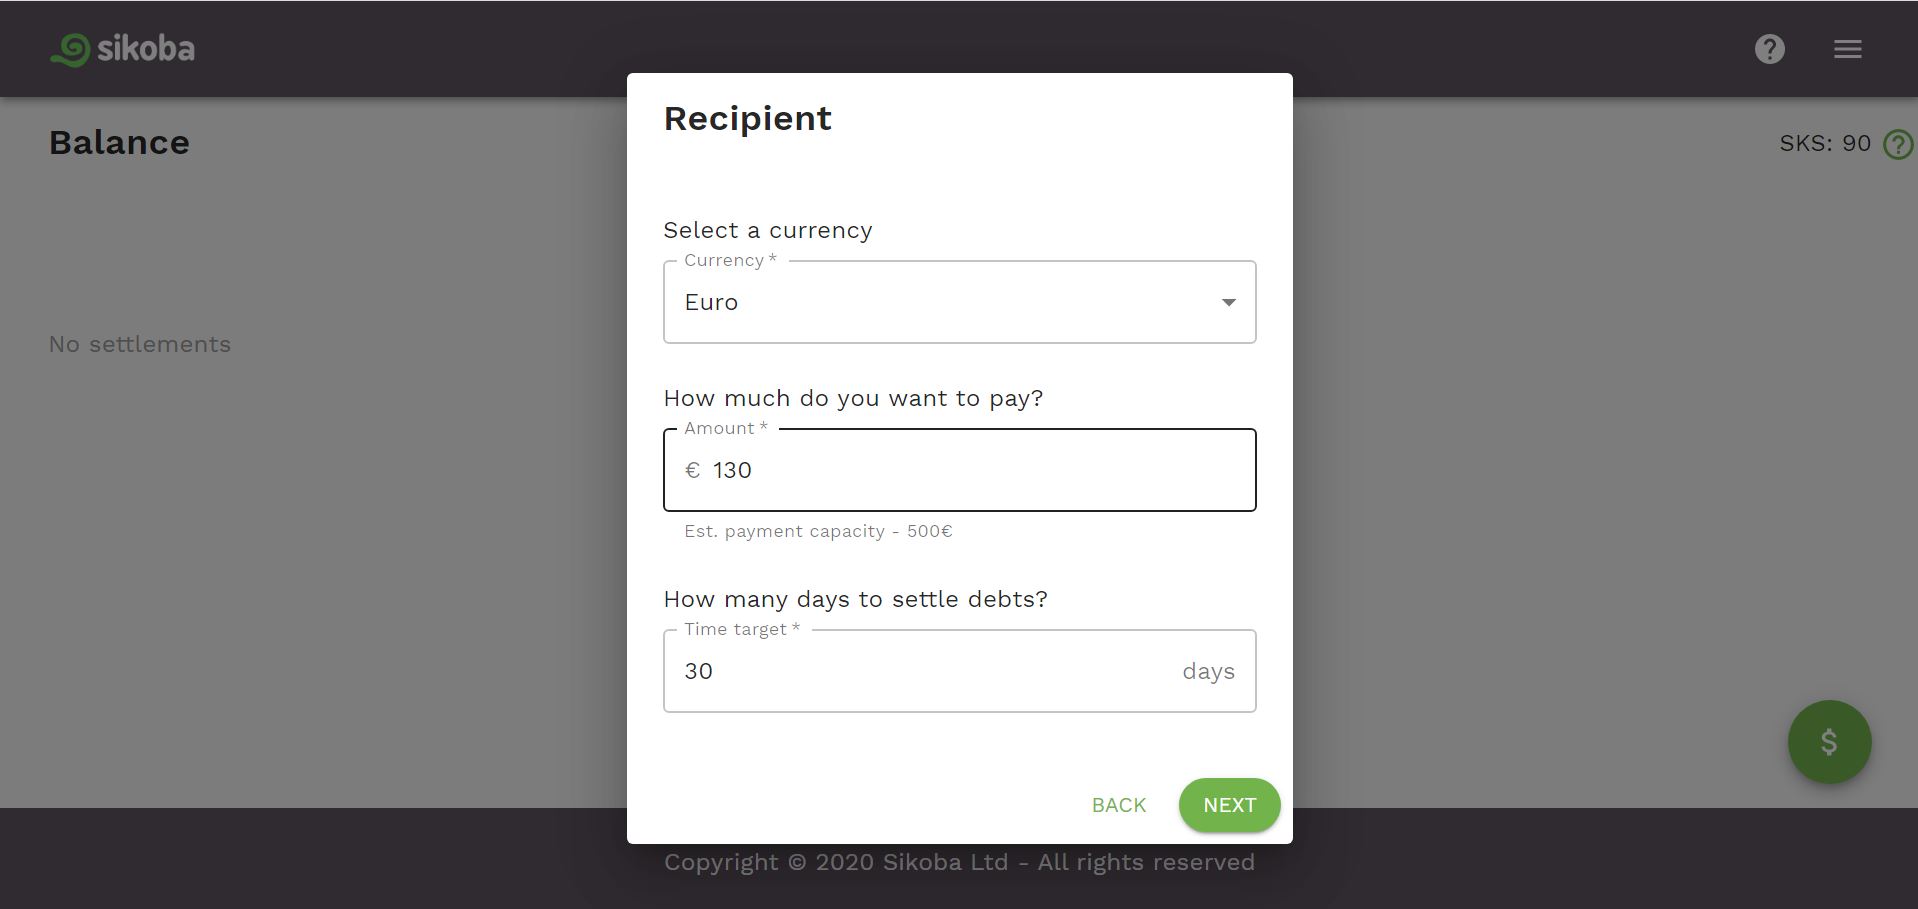 sikoba
?
Balance
SKS: 90 ?
No settlements
Recipient
Select a currency
Currency *
Euro
How much do you want to pay?
Amount *
€ 130
Est. payment capacity - 500€
How many days to settle debts?
Time target *
30 days
$
BACK NEXT
Copyright © 2020 Sikoba Ltd - All rights reserved